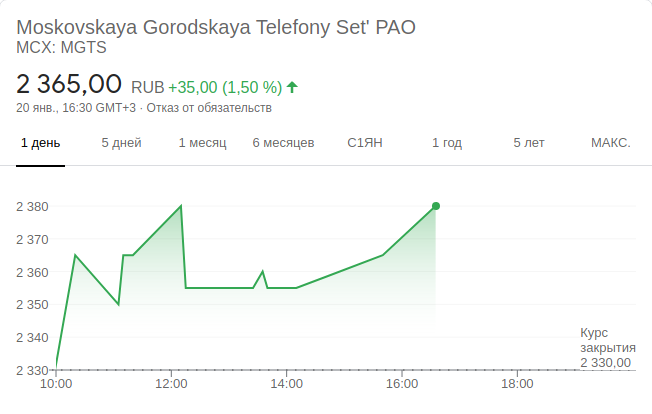 Moskovskaya Gorodskaya Telefony Set' PAO
MCX: MGTS
2 365,00 RUB +35,00 (1,50 %)
20 янв., 16:30 GMT+3 · Отказ от обязательств
1 день 5 дней 1 месяц 6 месяцев С1ЯН 1 год 5 лет МАКС.
2 380
2 370
2 360
2 350
2 340
2 330
Курс
закрытия
2 330,00
10:00 12:00 14:00 16:00 18:00